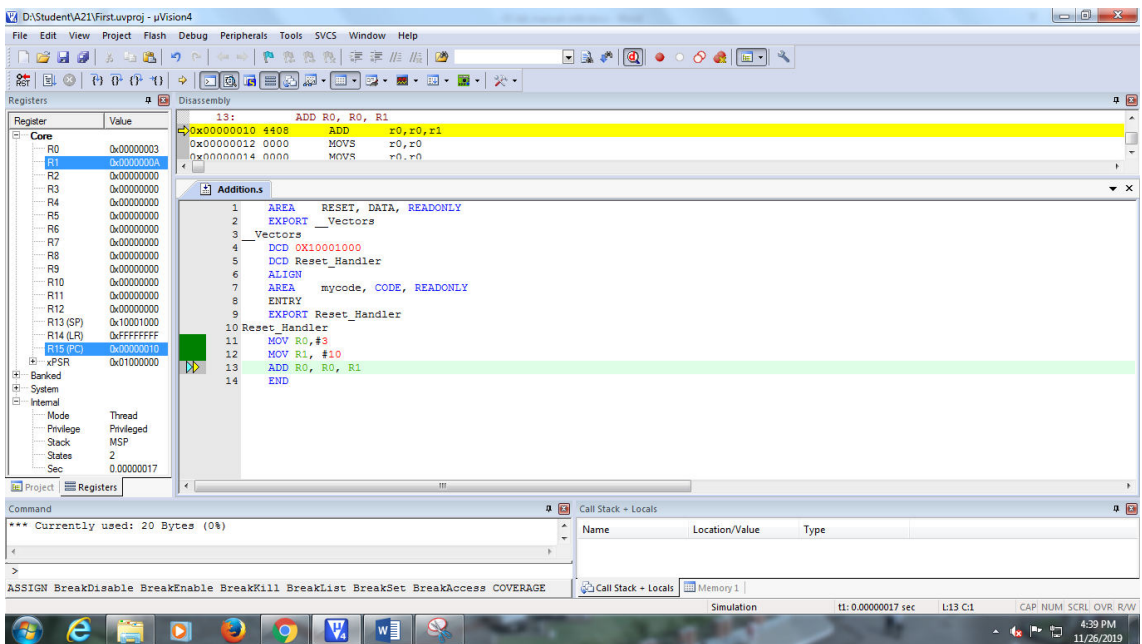 D:\Student\A21\First.uvproj - µVision4
File Edit View Project Flash Debug Peripherals Tools SVCS Window Help
Registers
Register Value
Core
R0 0x00000003
R1 0x0000000A
R2 0x00000000
R3 0x00000000
R4 0x00000000
R5 0x00000000
R6 0x00000000
R7 0x00000000
R8 0x00000000
R9 0x00000000
R10 0x00000000
R11 0x00000000
R12 0x00000000
R13 (SP) 0x10001000
R14 (LR) 0xFFFFFFFF
R15 (PC) 0x00000010
xPSR 0x01000000
Banked
System
Internal
Mode Thread
Privilege Privileged
Stack MSP
States 2
Sec 0.00000017
Project Registers
Disassembly
13: ADD R0, R0, R1
0x00000010 4408 ADD r0,r0,r1
0x00000012 0000 MOVS r0,r0
0x00000014 0000 MOVS r0,r0
Addition.s
1 AREA RESET, DATA, READONLY
2 EXPORT __Vectors
3 __Vectors
4 DCD 0X10001000
5 DCD Reset_Handler
6 ALIGN
7 AREA mycode, CODE, READONLY
8 ENTRY
9 EXPORT Reset_Handler
10 Reset_Handler
11 MOV R0,#3
12 MOV R1, #10
13 ADD R0, R0, R1
14 END
Command
*** Currently used: 20 Bytes (0%)
>
ASSIGN BreakDisable BreakEnable BreakKill BreakList BreakSet BreakAccess COVERAGE
Call Stack + Locals
Name Location/Value Type
Call Stack + Locals Memory 1
Simulation t1: 0.00000017 sec L:13 C:1 CAP NUM SCRL OVR R/W
4:39 PM
11/26/2019